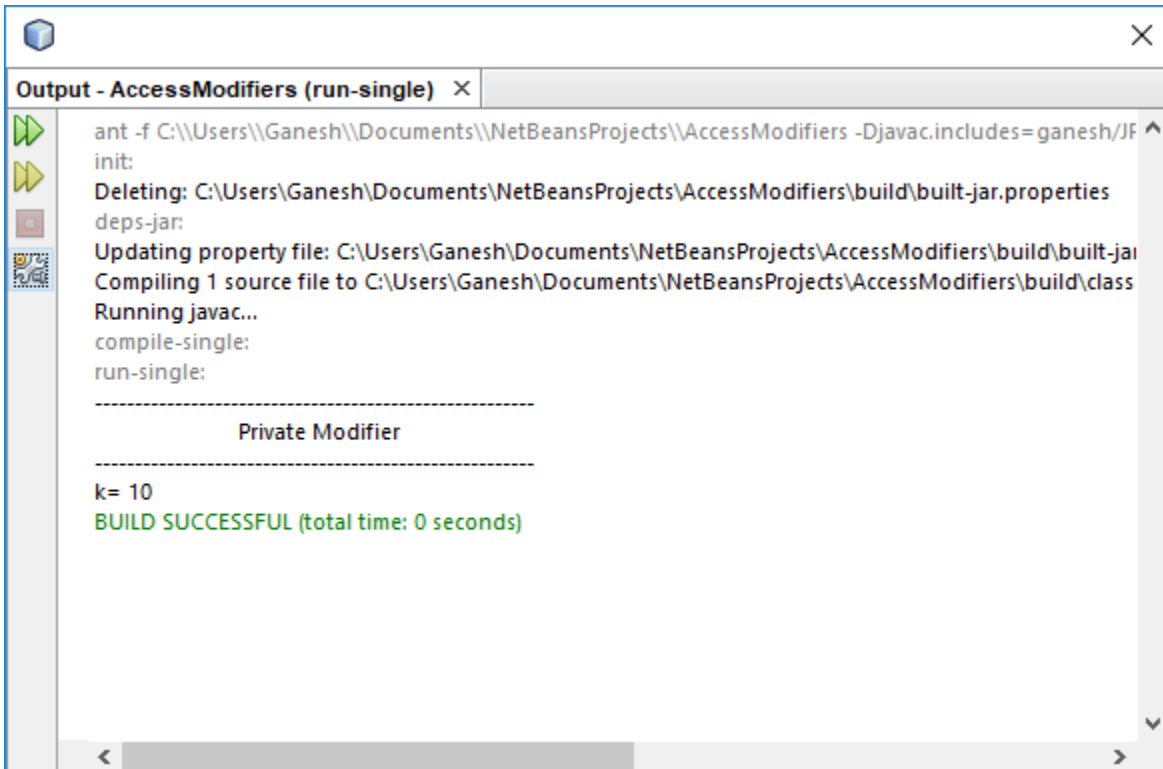 Output - AccessModifiers (run-single)
ant -f C:\\Users\\Ganesh\\Documents\\NetBeansProjects\\AccessModifiers -Djavac.includes=ganesh/
init:
Deleting: C:\Users\Ganesh\Documents\NetBeansProjects\AccessModifiers\build\built-jar.properties
deps-jar:
Updating property file: C:\Users\Ganesh\Documents\NetBeansProjects\AccessModifiers\build\built-jar
Compiling 1 source file to C:\Users\Ganesh\Documents\NetBeansProjects\AccessModifiers\build\class
Running javac...
compile-single:
run-single:
-------------------------------------------------------
Private Modifier
-------------------------------------------------------
k= 10
BUILD SUCCESSFUL (total time: 0 seconds)